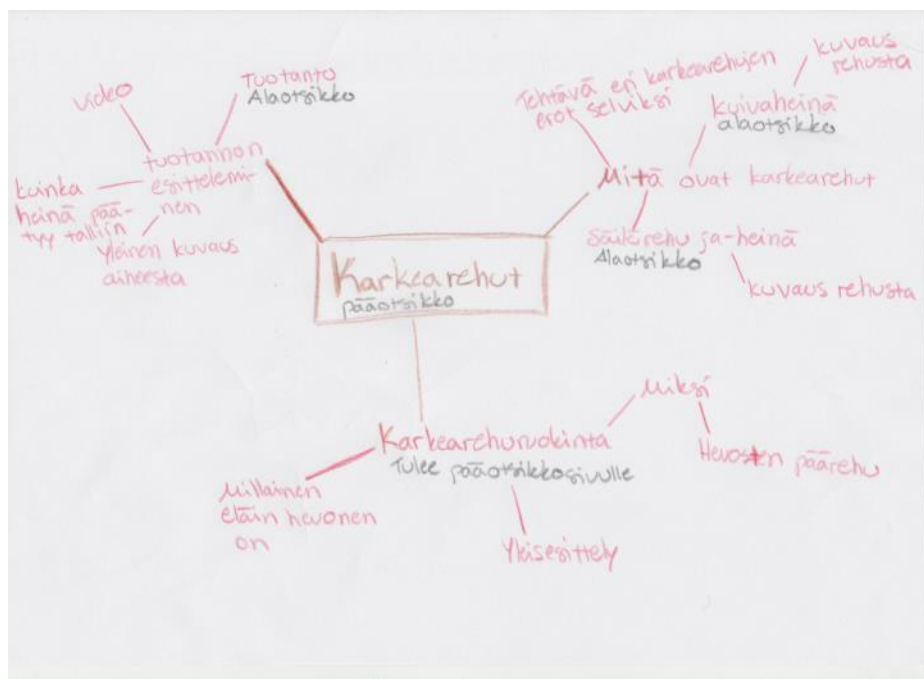 Karkearehut
pääotsikko
Tuotanto
Alaotsikko
video
tuotannon
esittelemi-
nen
kuinka
heinä pää-
tyy talliin
Yleinen kuvaus
aiheesta
Tehtävä eri karkearehujen
erot selviksi
kuvaus
rehusta
kuivaheinä
alaotsikko
Mitä ovat karkearehut
Säilörehu ja-heinä
Alaotsikko
kuvaus rehusta
Karkearehuruokinta
Tulee pääotsikkosivulle
Miksi
Hevosten päärehu
Millainen
eläin hevonen
on
Yleisesittely